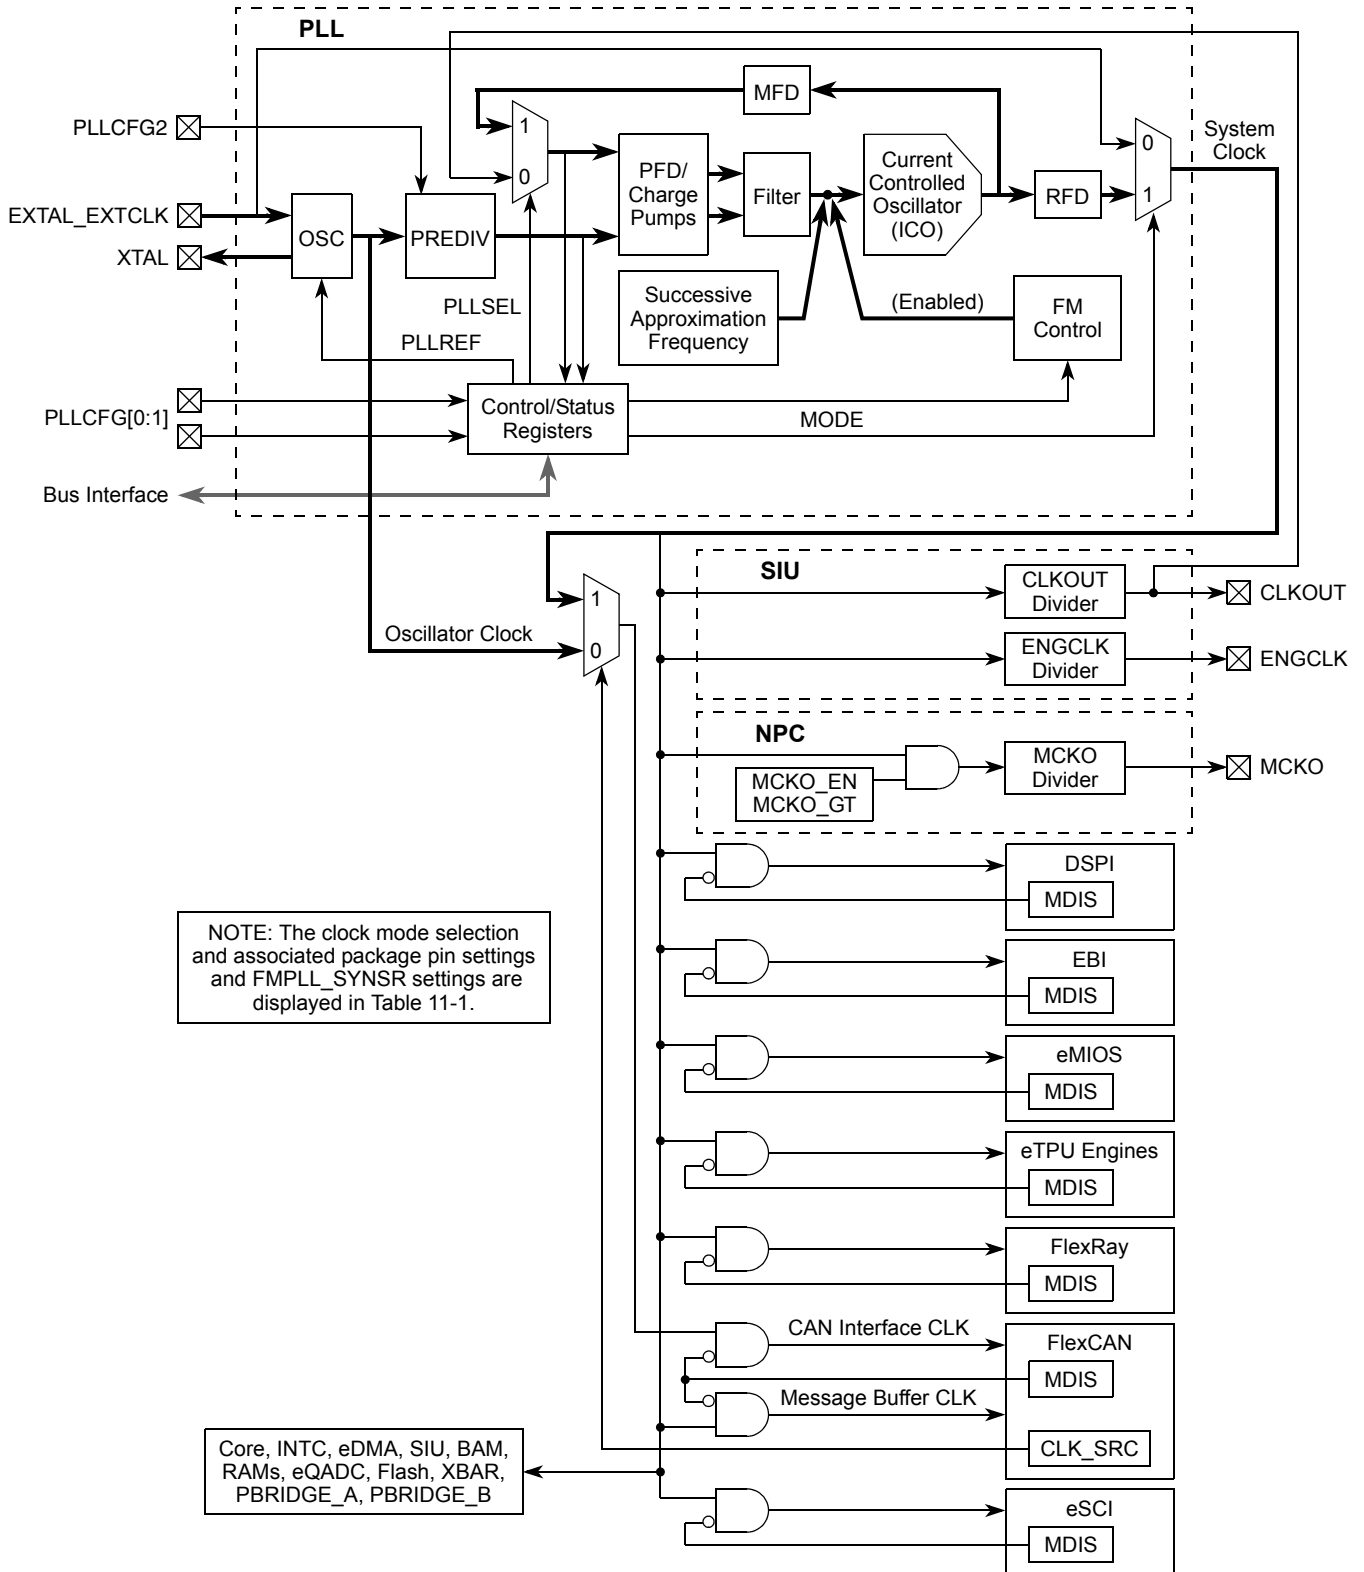 PLL
MFD
PLLCFG2
1
0
System
Clock
0
1
PFD/
Charge
Pumps
Filter
Current
Controlled
Oscillator
(ICO)
RFD
EXTAL_EXTCLK
XTAL
OSC
PREDIV
PLLSEL
PLLREF
Successive
Approximation
Frequency
(Enabled)
FM
Control
PLLCFG[0:1]
Control/Status
Registers
MODE
Bus Interface
SIU
CLKOUT
Divider
CLKOUT
1
0
Oscillator Clock
ENGCLK
Divider
ENGCLK
NPC
MCKO_EN
MCKO_GT
MCKO
Divider
MCKO
DSPI
MDIS
NOTE: The clock mode selection
and associated package pin settings
and FMPLL_SYNSR settings are
displayed in Table 11-1.
EBI
MDIS
eMIOS
MDIS
eTPU Engines
MDIS
FlexRay
MDIS
CAN Interface CLK
FlexCAN
MDIS
Message Buffer CLK
CLK_SRC
Core, INTC, eDMA, SIU, BAM,
RAMs, eQADC, Flash, XBAR,
PBRIDGE_A, PBRIDGE_B
eSCI
MDIS